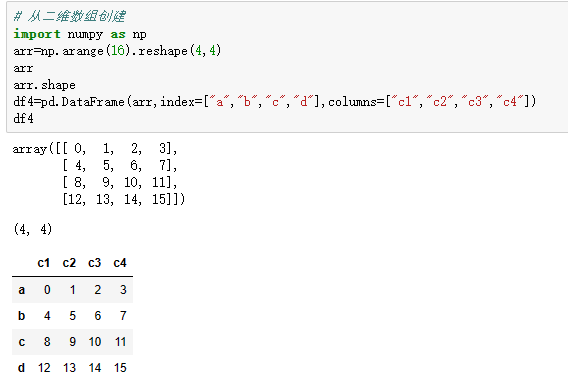 # 从二维数组创建
import numpy as np
arr=np.arange(16).reshape(4,4)
arr
arr.shape
df4=pd.DataFrame(arr,index=["a","b","c","d"],columns=["c1","c2","c3","c4"])
df4
array([[ 0,  1,  2,  3],
       [ 4,  5,  6,  7],
       [ 8,  9, 10, 11],
       [12, 13, 14, 15]])
(4, 4)
c1 c2 c3 c4
a 0 1 2 3
b 4 5 6 7
c 8 9 10 11
d 12 13 14 15